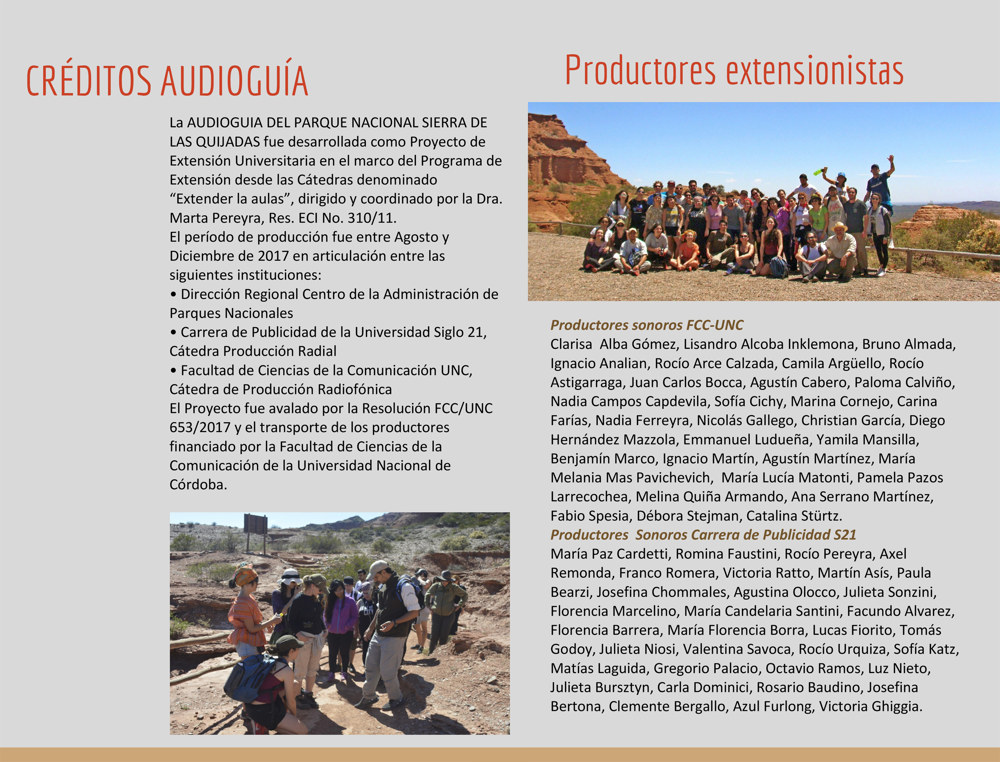 CRÉDITOS AUDIOGUÍA
La AUDIOGUIA DEL PARQUE NACIONAL SIERRA DE
LAS QUIJADAS fue desarrollada como Proyecto de
Extensión Universitaria en el marco del Programa de
Extensión desde las Cátedras denominado
“Extender la aulas”, dirigido y coordinado por la Dra.
Marta Pereyra, Res. ECI No. 310/11.
El período de producción fue entre Agosto y
Diciembre de 2017 en articulación entre las
siguientes instituciones:
• Dirección Regional Centro de la Administración de
Parques Nacionales
• Carrera de Publicidad de la Universidad Siglo 21,
Cátedra Producción Radial
• Facultad de Ciencias de la Comunicación UNC,
Cátedra de Producción Radiofónica
El Proyecto fue avalado por la Resolución FCC/UNC
653/2017 y el transporte de los productores
financiado por la Facultad de Ciencias de la
Comunicación de la Universidad Nacional de
Córdoba.
Productores extensionistas
Productores sonoros FCC-UNC
Clarisa  Alba Gómez, Lisandro Alcoba Inklemona, Bruno Almada,
Ignacio Analian, Rocío Arce Calzada, Camila Argüello, Rocío
Astigarraga, Juan Carlos Bocca, Agustín Cabero, Paloma Calviño,
Nadia Campos Capdevila, Sofía Cichy, Marina Cornejo, Carina
Farías, Nadia Ferreyra, Nicolás Gallego, Christian García, Diego
Hernández Mazzola, Emmanuel Ludueña, Yamila Mansilla,
Benjamín Marco, Ignacio Martín, Agustín Martínez, María
Melania Mas Pavichevich,  María Lucía Matonti, Pamela Pazos
Larrecochea, Melina Quiña Armando, Ana Serrano Martínez,
Fabio Spesia, Débora Stejman, Catalina Stürtz.
Productores  Sonoros Carrera de Publicidad S21
María Paz Cardetti, Romina Faustini, Rocío Pereyra, Axel
Remonda, Franco Romera, Victoria Ratto, Martín Asís, Paula
Bearzi, Josefina Chommales, Agustina Olocco, Julieta Sonzini,
Florencia Marcelino, María Candelaria Santini, Facundo Alvarez,
Florencia Barrera, María Florencia Borra, Lucas Fiorito, Tomás
Godoy, Julieta Niosi, Valentina Savoca, Rocío Urquiza, Sofía Katz,
Matías Laguida, Gregorio Palacio, Octavio Ramos, Luz Nieto,
Julieta Bursztyn, Carla Dominici, Rosario Baudino, Josefina
Bertona, Clemente Bergallo, Azul Furlong, Victoria Ghiggia.